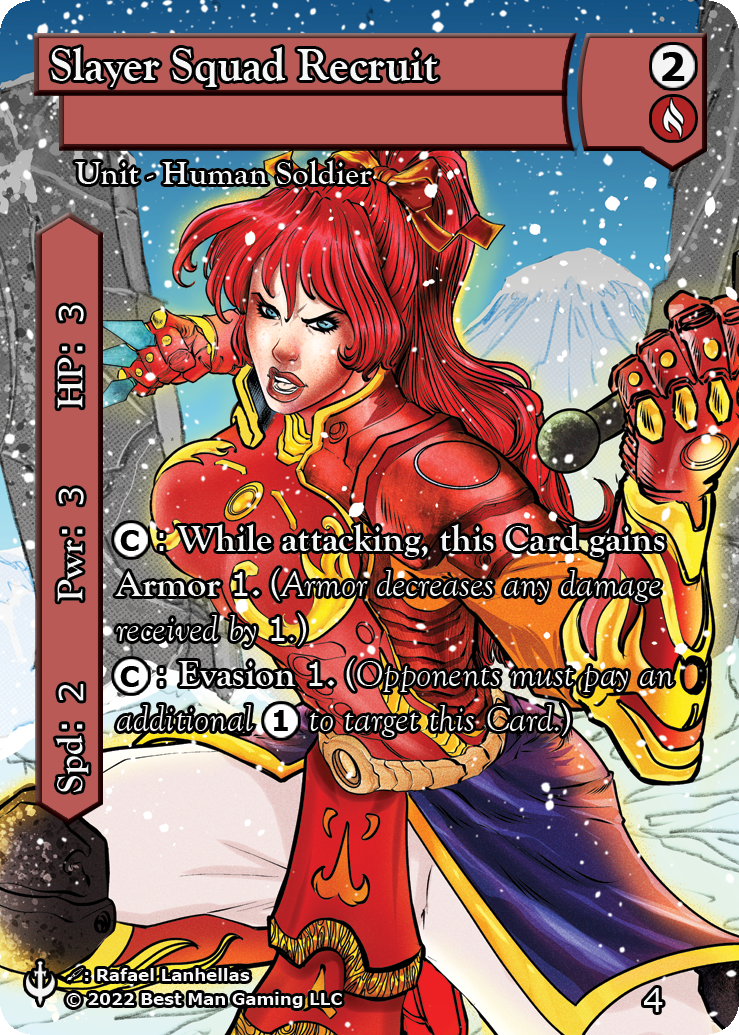 Slayer Squad Recruit
2
Unit - Human Soldier
HP: 3
Pwr: 3
Spd: 2
C: While attacking, this Card gains
Armor 1. (Armor decreases any damage
received by 1.)
C: Evasion 1. (Opponents must pay an
additional 1 to target this Card.)
: Rafael Lanhellas
© 2022 Best Man Gaming LLC
4